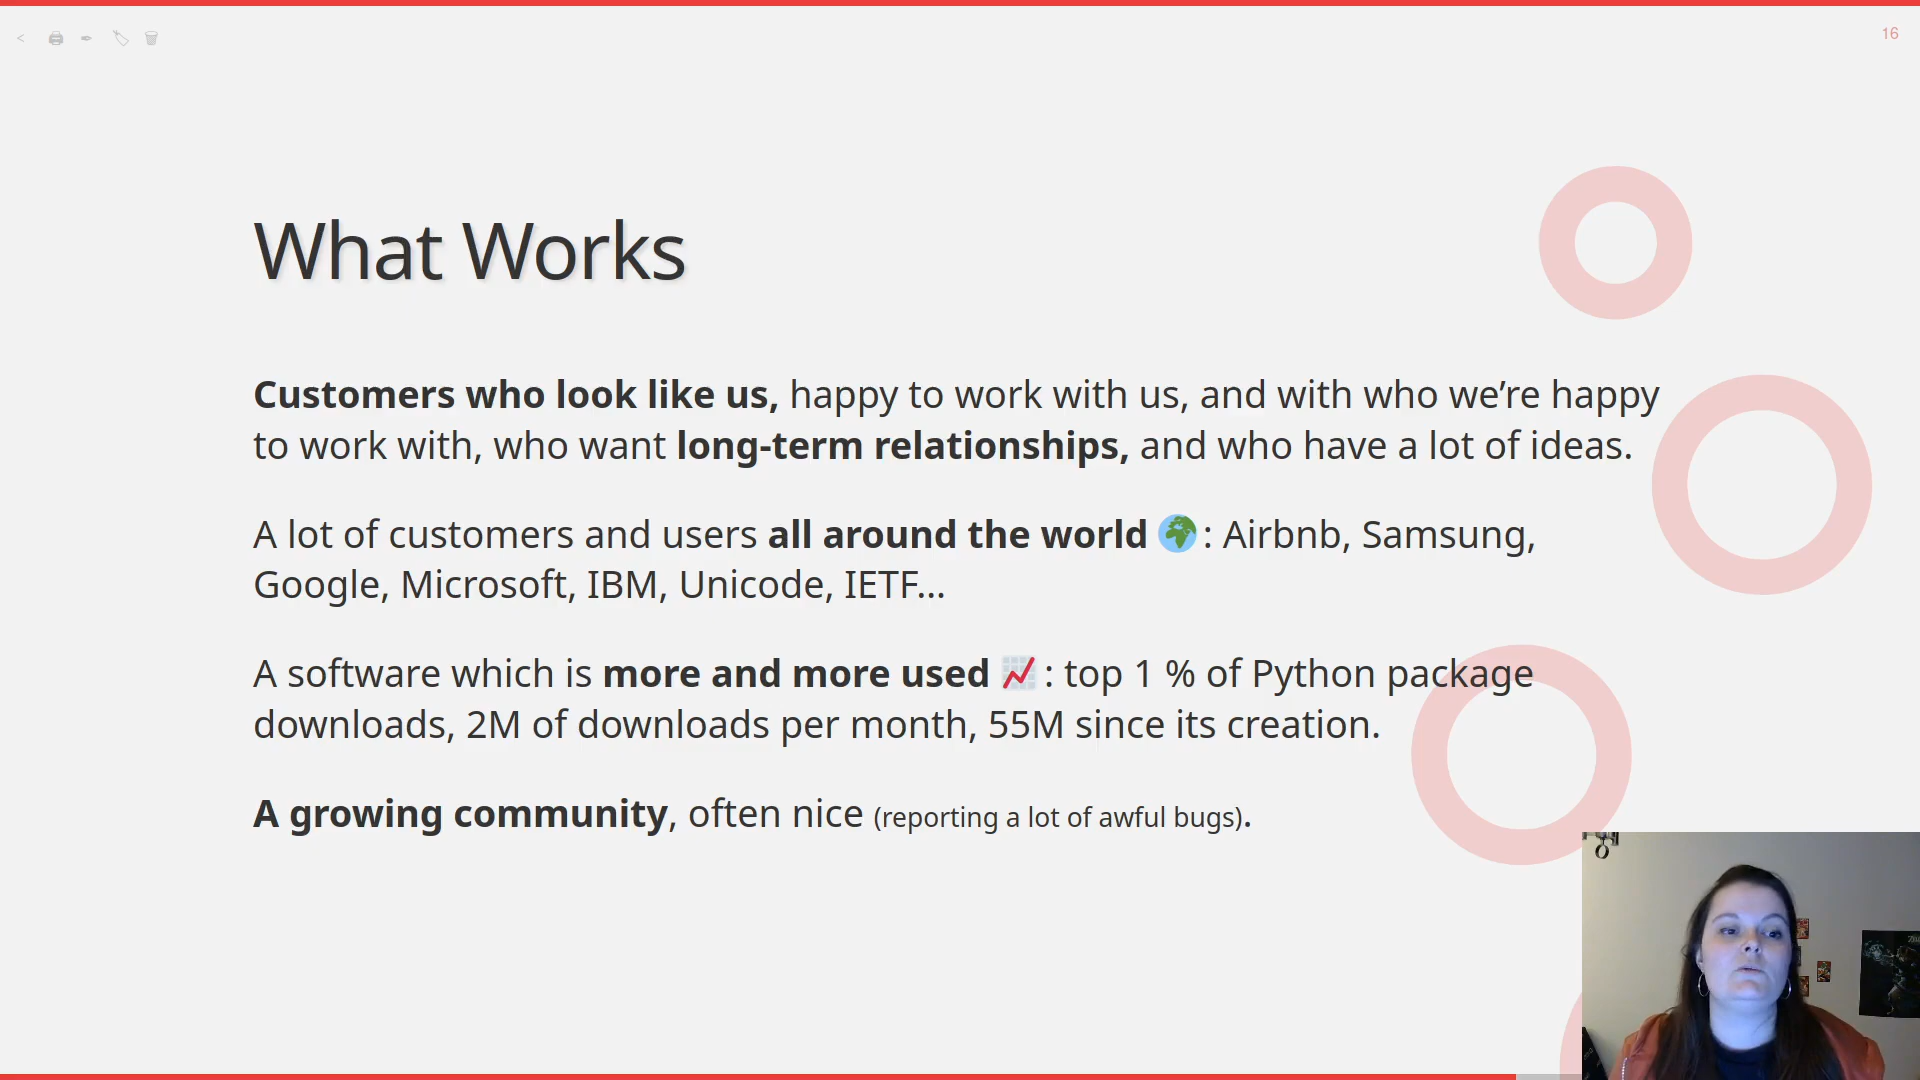 16
What Works
Customers who look like us, happy to work with us, and with who we’re happy
to work with, who want long-term relationships, and who have a lot of ideas.
A lot of customers and users all around the world 🌍 : Airbnb, Samsung,
Google, Microsoft, IBM, Unicode, IETF…
A software which is more and more used 📈 : top 1 % of Python package
downloads, 2M of downloads per month, 55M since its creation.
A growing community, often nice (reporting a lot of awful bugs).